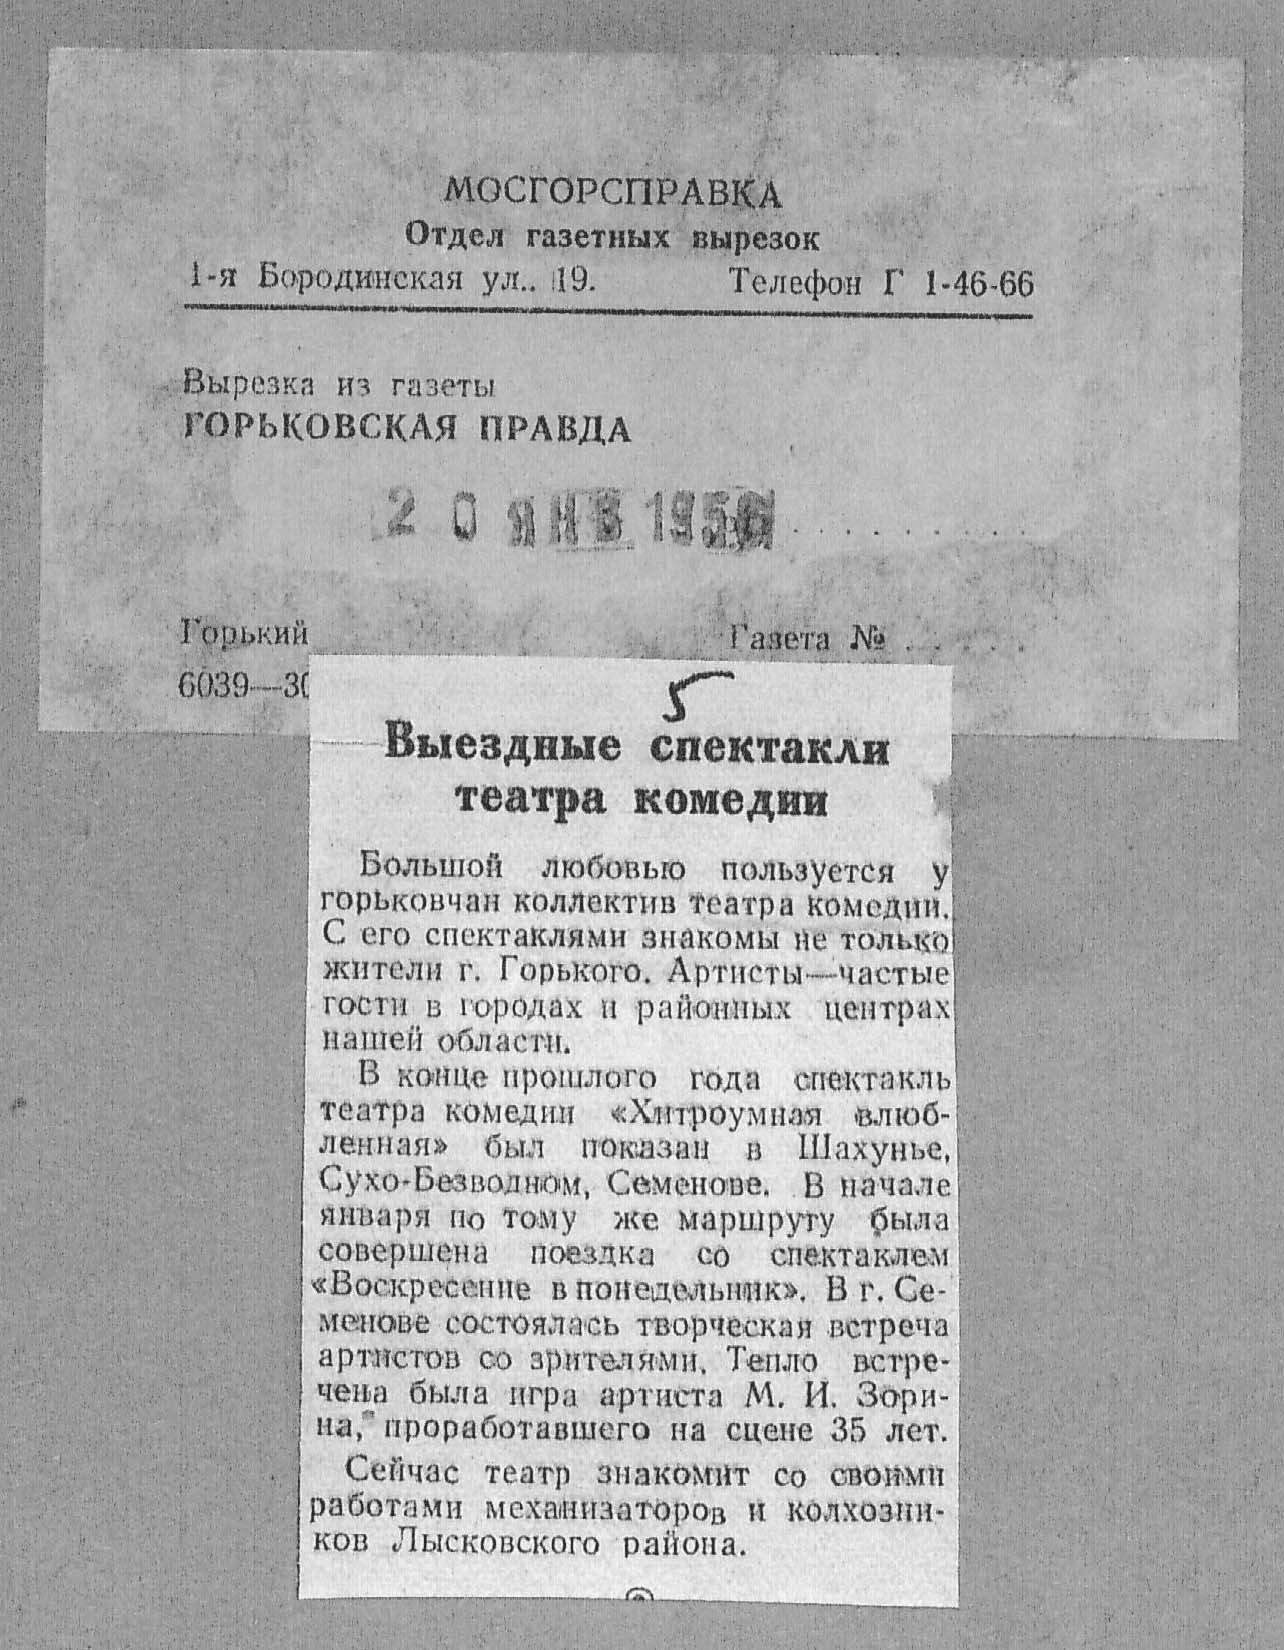 МОСГОРСПРАВКА
Отдел газетных вырезок
1-я Бородинская ул.. 19. Телефон Г 1-46-66
Вырезка из газеты
ГОРЬКОВСКАЯ ПРАВДА
20 ЯНВ 1956
Горький Газета №
6039—30
5
Выездные спектакли
театра комедии
Большой любовью пользуется у
горьковчан коллектив театра комедии.
С его спектаклями знакомы не только
жители г. Горького. Артисты—частые
гости в городах и районных центрах
нашей области.
В конце прошлого года спектакль
театра комедии «Хитроумная влюб-
ленная» был показан в Шахунье,
Сухо-Безводном, Семенове. В начале
января по тому же маршруту была
совершена поездка со спектаклем
«Воскресение в понедельник». В г. Се-
менове состоялась творческая встреча
артистов со зрителями. Тепло встре-
чена была игра артиста М. И. Зори-
на, проработавшего на сцене 35 лет.
Сейчас театр знакомит со своими
работами механизаторов и колхозни-
ков Лысковского района.